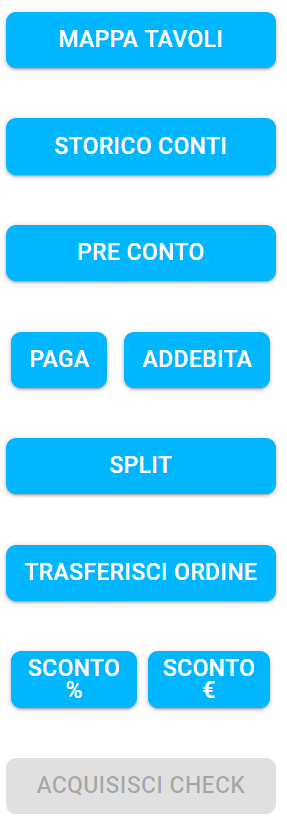 MAPPA TAVOLI
STORICO CONTI
PRE CONTO
PAGA
ADDEBITA
SPLIT
TRASFERISCI ORDINE
SCONTO
%
SCONTO
€
ACQUISISCI CHECK